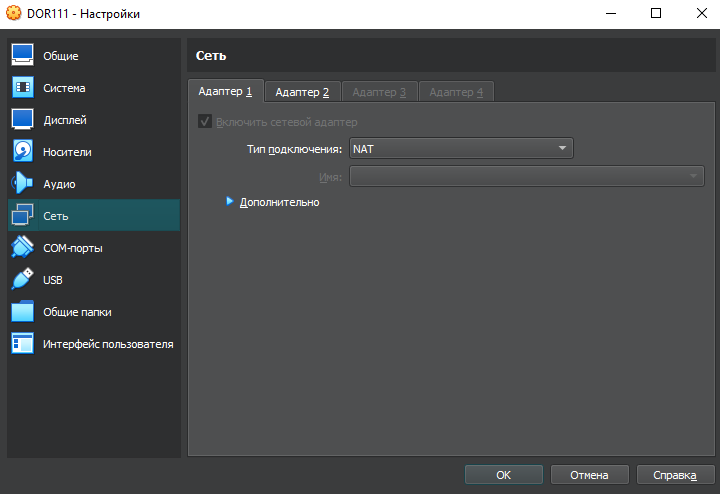 DOR111 - Настройки
Общие
Система
Дисплей
Носители
Аудио
Сеть
COM-порты
USB
Общие папки
Интерфейс пользователя
Сеть
Адаптер 1 Адаптер 2 Адаптер 3 Адаптер 4
Включить сетевой адаптер
Тип подключения: NAT
Имя:
Дополнительно
OK Отмена Справка